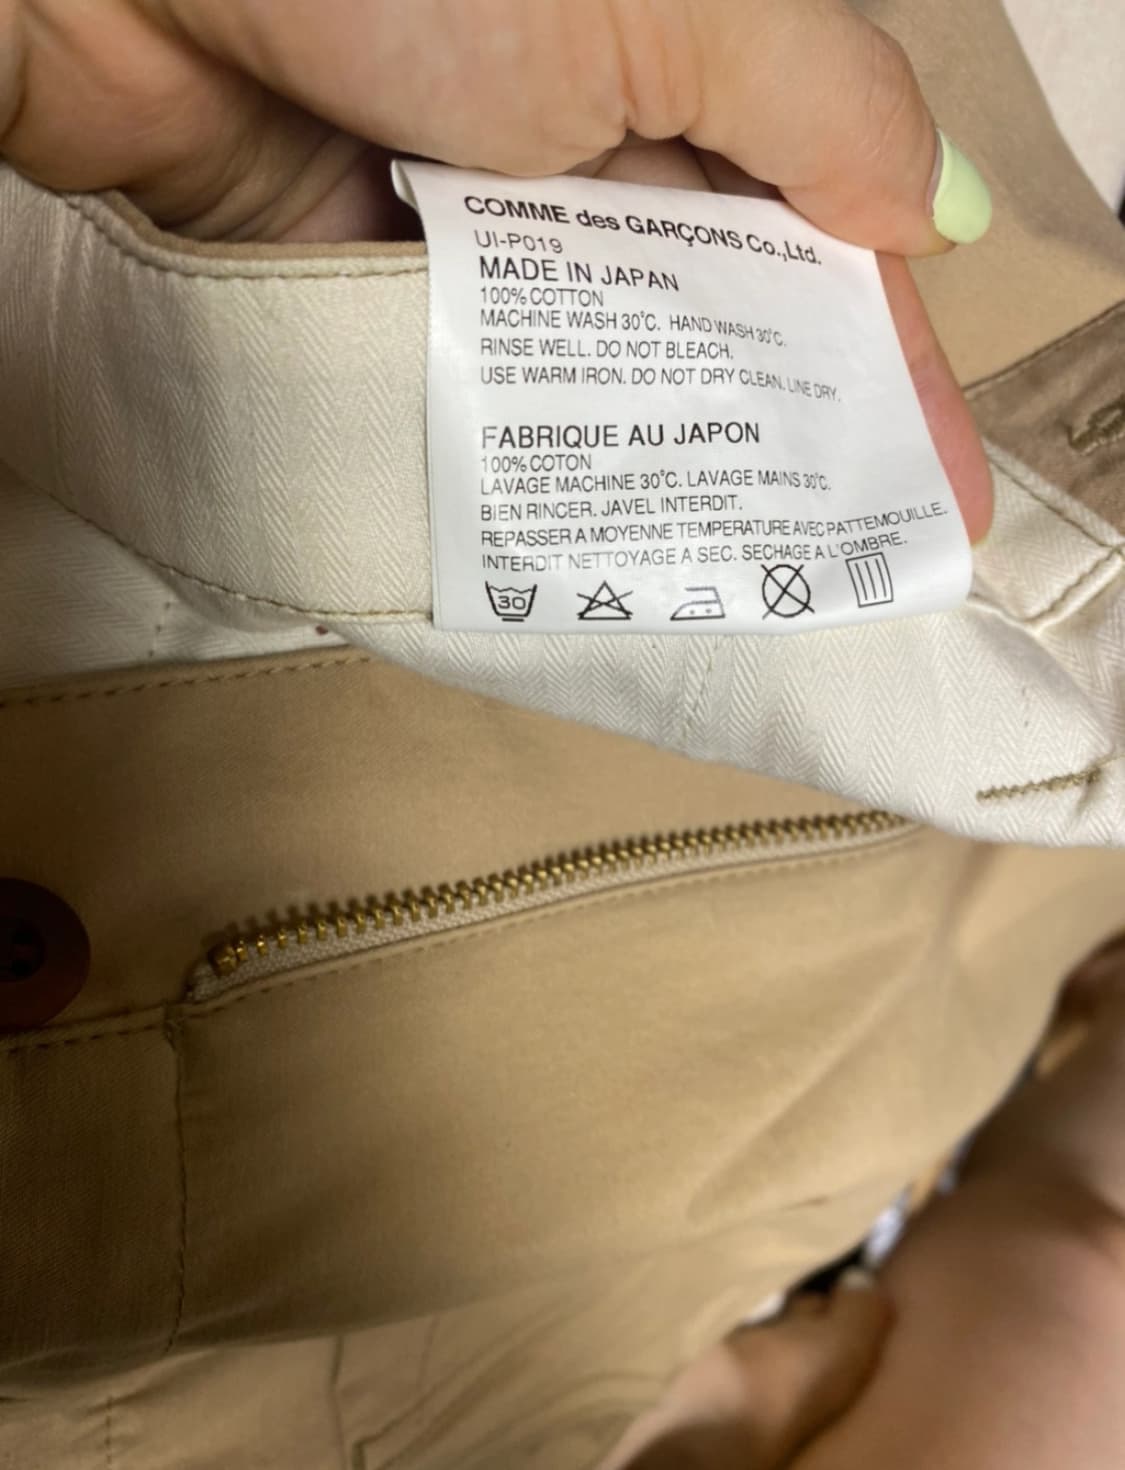 COMME des GARÇONS Co.,Ltd.
UI-P019
MADE IN JAPAN
100% COTTON
MACHINE WASH 30°C. HAND WASH 30°C.
RINSE WELL. DO NOT BLEACH.
USE WARM IRON. DO NOT DRY CLEAN. LINE DRY.
FABRIQUE AU JAPON
100% COTON
LAVAGE MACHINE 30°C. LAVAGE MAINS 30°C.
BIEN RINCER. JAVEL INTERDIT.
REPASSER A MOYENNE TEMPERATURE AVEC PATTEMOUILLE.
INTERDIT NETTOYAGE A SEC. SECHAGE A L'OMBRE.
30